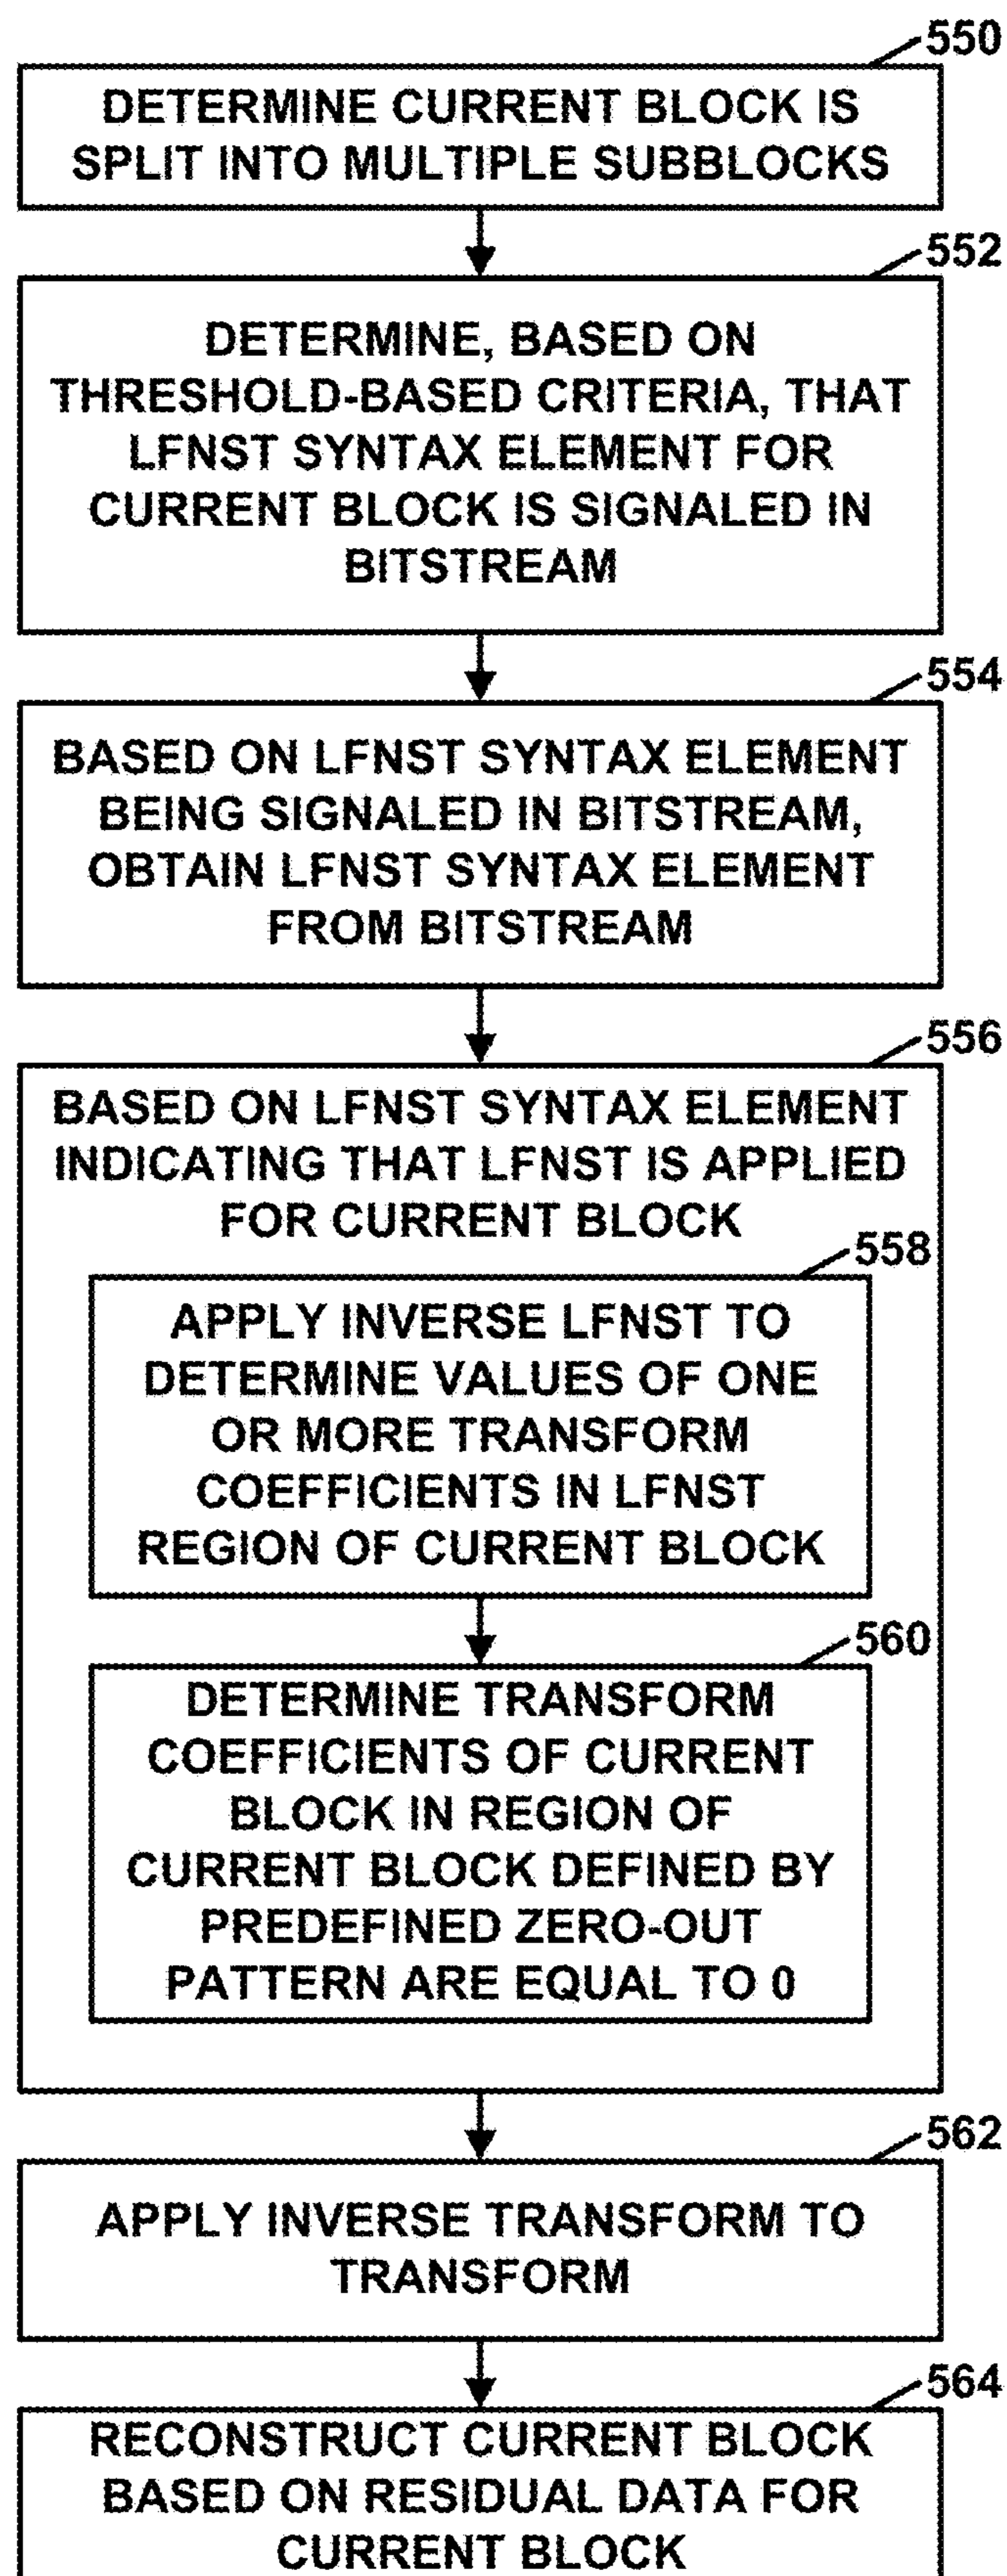 550
DETERMINE CURRENT BLOCK IS
SPLIT INTO MULTIPLE SUBBLOCKS
552
DETERMINE, BASED ON
THRESHOLD-BASED CRITERIA, THAT
LFNST SYNTAX ELEMENT FOR
CURRENT BLOCK IS SIGNALED IN
BITSTREAM
554
BASED ON LFNST SYNTAX ELEMENT
BEING SIGNALED IN BITSTREAM,
OBTAIN LFNST SYNTAX ELEMENT
FROM BITSTREAM
556
BASED ON LFNST SYNTAX ELEMENT
INDICATING THAT LFNST IS APPLIED
FOR CURRENT BLOCK
558
APPLY INVERSE LFNST TO
DETERMINE VALUES OF ONE
OR MORE TRANSFORM
COEFFICIENTS IN LFNST
REGION OF CURRENT BLOCK
560
DETERMINE TRANSFORM
COEFFICIENTS OF CURRENT
BLOCK IN REGION OF
CURRENT BLOCK DEFINED BY
PREDEFINED ZERO-OUT
PATTERN ARE EQUAL TO 0
562
APPLY INVERSE TRANSFORM TO
TRANSFORM
564
RECONSTRUCT CURRENT BLOCK
BASED ON RESIDUAL DATA FOR
CURRENT BLOCK